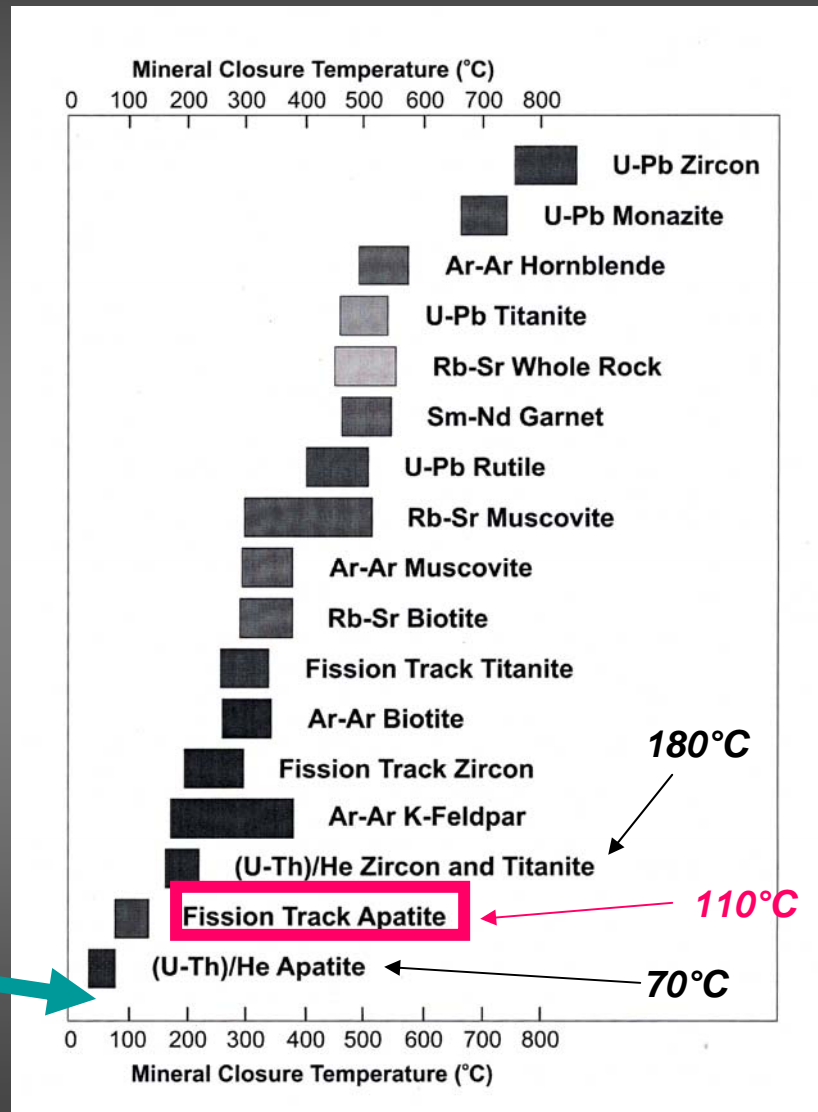 Mineral Closure Temperature (°C)
0 100 200 300 400 500 600 700 800
U-Pb Zircon
U-Pb Monazite
Ar-Ar Hornblende
U-Pb Titanite
Rb-Sr Whole Rock
Sm-Nd Garnet
U-Pb Rutile
Rb-Sr Muscovite
Ar-Ar Muscovite
Rb-Sr Biotite
Fission Track Titanite
Ar-Ar Biotite
180°C
Fission Track Zircon
Ar-Ar K-Feldpar
(U-Th)/He Zircon and Titanite
Fission Track Apatite
110°C
(U-Th)/He Apatite
70°C
0 100 200 300 400 500 600 700 800
Mineral Closure Temperature (°C)